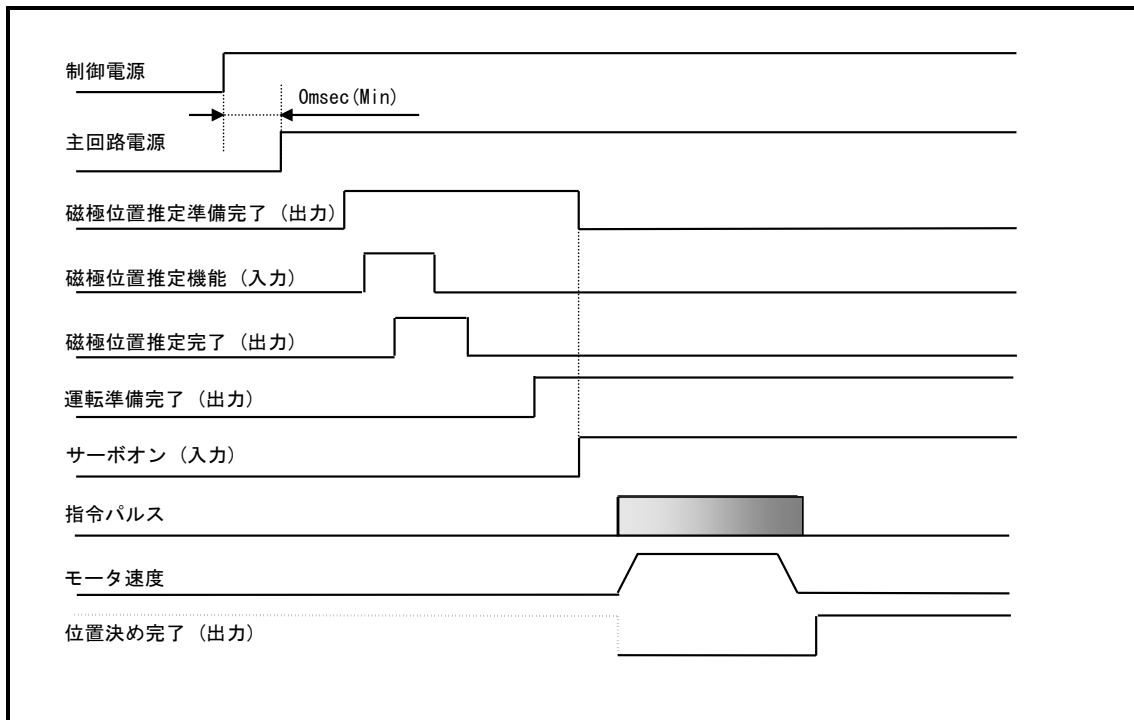 制御電源
0msec(Min)
主回路電源
磁極位置推定準備完了（出力）
磁極位置推定機能（入力）
磁極位置推定完了（出力）
運転準備完了（出力）
サーボオン（入力）
指令パルス
モータ速度
位置決め完了（出力）